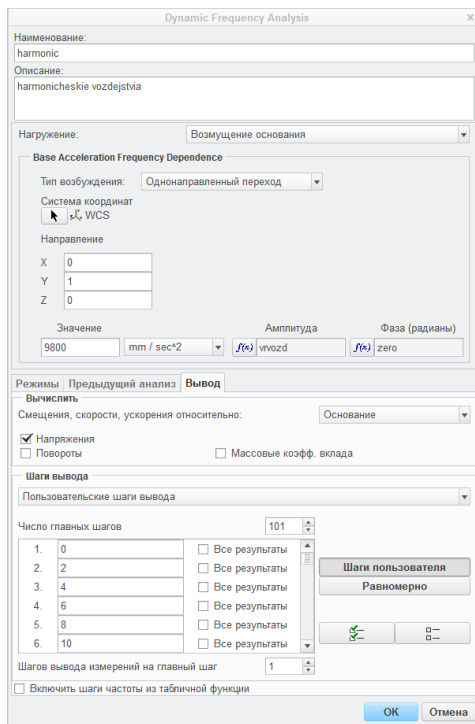 Dynamic Frequency Analysis x
Наименование:
harmonic
Описание:
harmonicheskie vozdejstvia
Нагружение: Возмущение основания
Base Acceleration Frequency Dependence
Тип возбуждения: Однонаправленный переход
Система координат
WCS
Направление
X 0
Y 1
Z 0
Значение Амплитуда Фаза (радианы)
9800 mm / sec^2 f(x) vrvozd f(x) zero
Режимы Предыдущий анализ Вывод
Вычислить
Смещения, скорости, ускорения относительно: Основание
Напряжения
Повороты Массовые коэфф. вклада
Шаги вывода
Пользовательские шаги вывода
Число главных шагов 101
1. 0 Все результаты
2. 2 Все результаты
3. 4 Все результаты
4. 6 Все результаты
5. 8 Все результаты
6. 10 Все результаты
Шаги пользователя
Равномерно
Шагов вывода измерений на главный шаг 1
Включить шаги частоты из табличной функции
OK Отмена